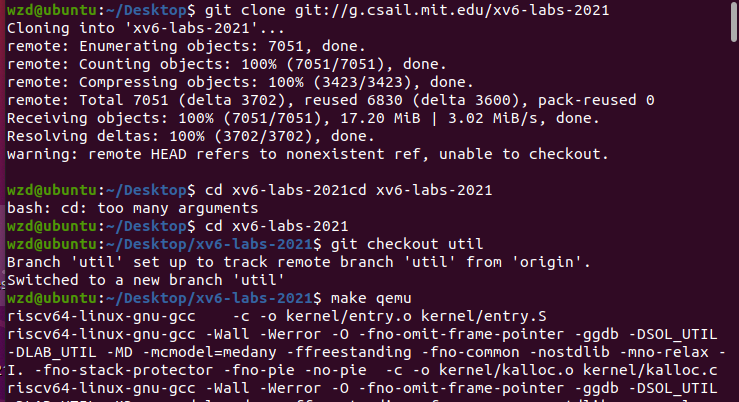 wzd@ubuntu:~/Desktop$ git clone git://g.csail.mit.edu/xv6-labs-2021
Cloning into 'xv6-labs-2021'...
remote: Enumerating objects: 7051, done.
remote: Counting objects: 100% (7051/7051), done.
remote: Compressing objects: 100% (3423/3423), done.
remote: Total 7051 (delta 3702), reused 6830 (delta 3600), pack-reused 0
Receiving objects: 100% (7051/7051), 17.20 MiB | 3.02 MiB/s, done.
Resolving deltas: 100% (3702/3702), done.
warning: remote HEAD refers to nonexistent ref, unable to checkout.
wzd@ubuntu:~/Desktop$ cd xv6-labs-2021cd xv6-labs-2021
bash: cd: too many arguments
wzd@ubuntu:~/Desktop$ cd xv6-labs-2021
wzd@ubuntu:~/Desktop/xv6-labs-2021$ git checkout util
Branch 'util' set up to track remote branch 'util' from 'origin'.
Switched to a new branch 'util'
wzd@ubuntu:~/Desktop/xv6-labs-2021$ make qemu
riscv64-linux-gnu-gcc    -c -o kernel/entry.o kernel/entry.S
riscv64-linux-gnu-gcc -Wall -Werror -O -fno-omit-frame-pointer -ggdb -DSOL_UTIL
-DLAB_UTIL -MD -mcmodel=medany -ffreestanding -fno-common -nostdlib -mno-relax -
I. -fno-stack-protector -fno-pie -no-pie  -c -o kernel/kalloc.o kernel/kalloc.c
riscv64-linux-gnu-gcc -Wall -Werror -O -fno-omit-frame-pointer -ggdb -DSOL_UTIL